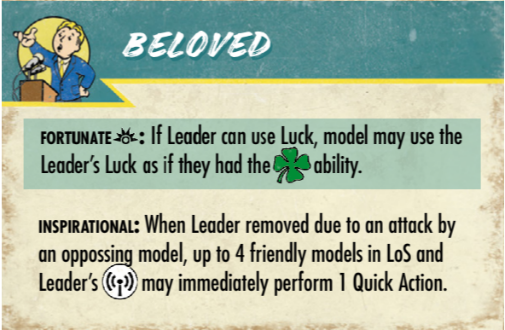 BELOVED
FORTUNATE: If Leader can use Luck, model may use the
Leader's Luck as if they had the ability.
INSPIRATIONAL: When Leader removed due to an attack by
an oppossing model, up to 4 friendly models in LoS and
Leader's may immediately perform 1 Quick Action.